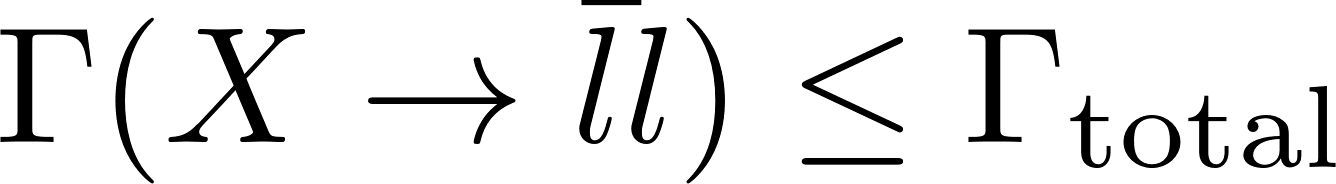 Γ(X → l̅l) ≤ Γ_total